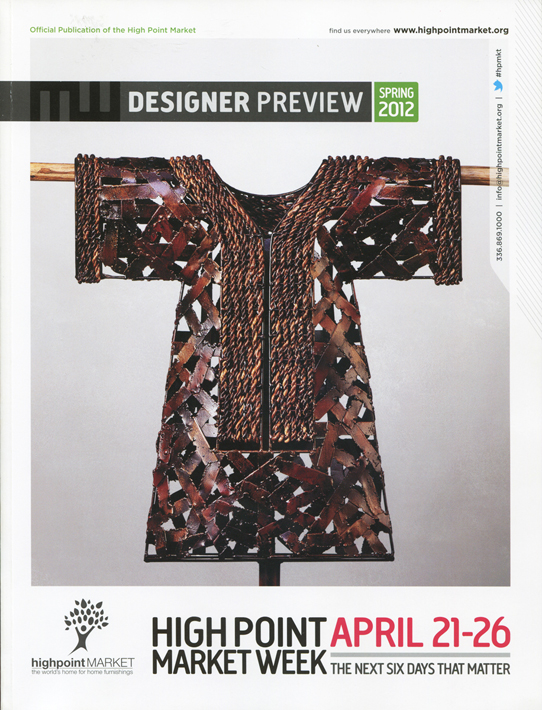 Official Publication of the High Point Market
find us everywhere www.highpointmarket.org
DESIGNER PREVIEW
SPRING
2012
336.869.1000 | info@highpointmarket.org | #hpmkt
highpointMARKET
the world's home for home furnishings
HIGH POINT
MARKET WEEK
APRIL 21-26
THE NEXT SIX DAYS THAT MATTER